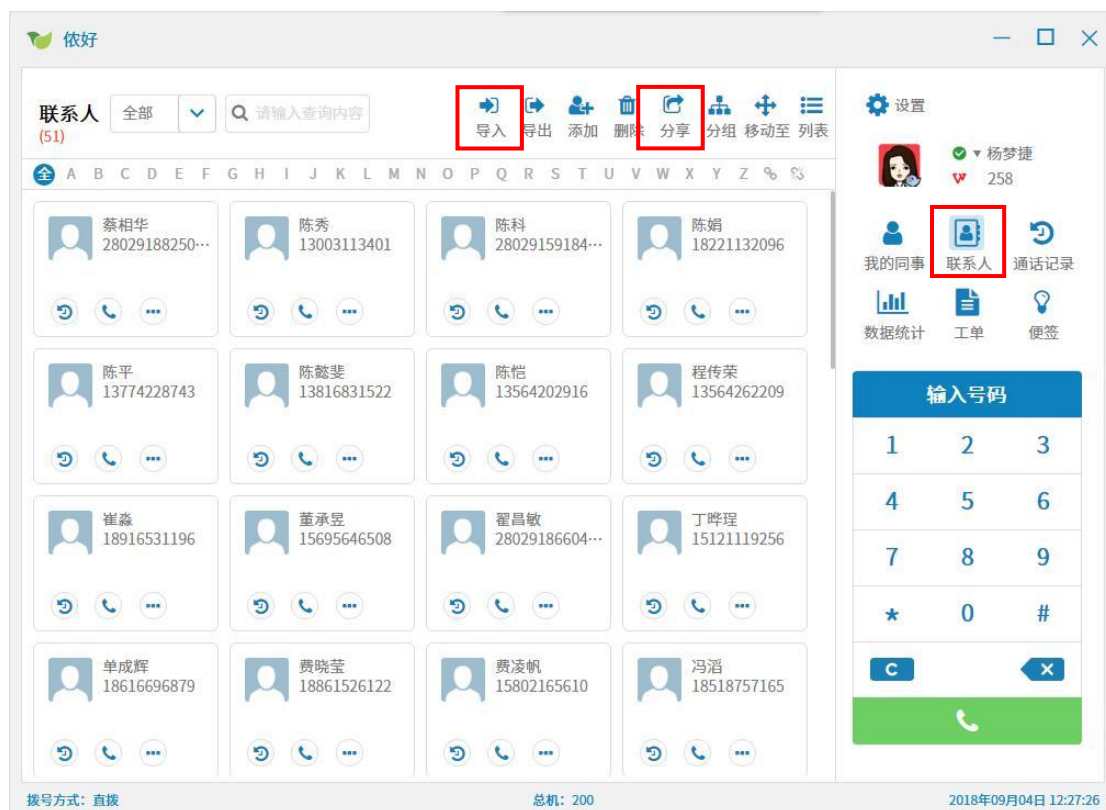 侬好
联系人
(51)
全部
请输入查询内容
导入 导出 添加 删除 分享 分组 移动至 列表
全 A B C D E F G H I J K L M N O P Q R S T U V W X Y Z
蔡相华
28029188250···
陈秀
13003113401
陈科
28029159184···
陈娟
18221132096
陈平
13774228743
陈懿斐
13816831522
陈恺
13564202916
程传荣
13564262209
崔淼
18916531196
董承昱
15695646508
翟昌敏
28029186604···
丁晔珵
15121119256
单成辉
18616696879
费晓莹
18861526122
费凌帆
15802165610
冯滔
18518757165
设置
杨梦捷
258
我的同事 联系人 通话记录
数据统计 工单 便签
输入号码
1 2 3
4 5 6
7 8 9
* 0 #
C
拨号方式：直拨
总机：200
2018年09月04日 12:27:26